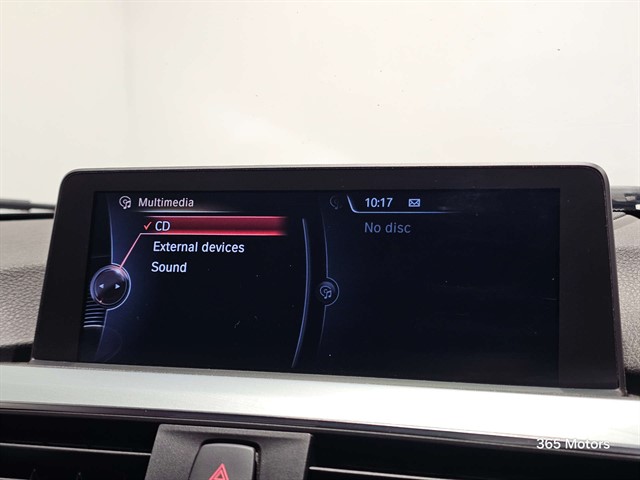 Multimedia
10:17
CD
No disc
External devices
Sound
365 Motors